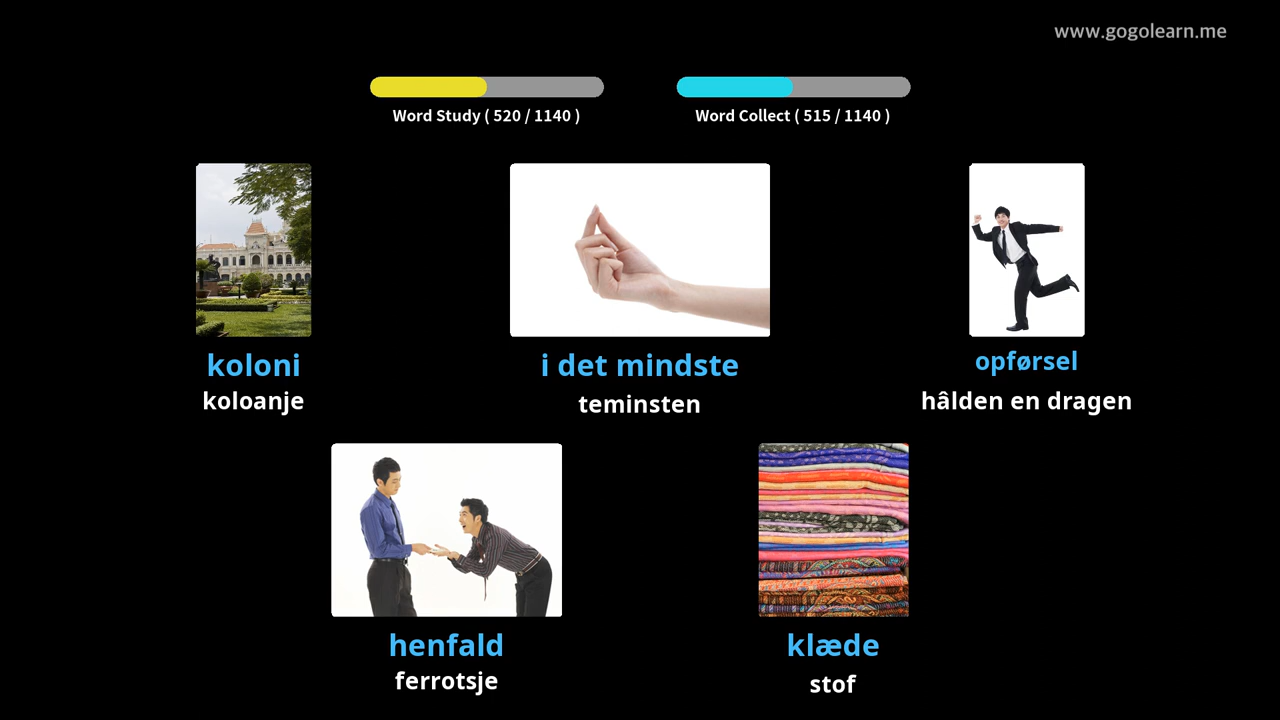 www.gogolearn.me
Word Study ( 520 / 1140 )
Word Collect ( 515 / 1140 )
koloni
koloanje
i det mindste
teminsten
opførsel
hâlden en dragen
henfald
ferrotsje
klæde
stof